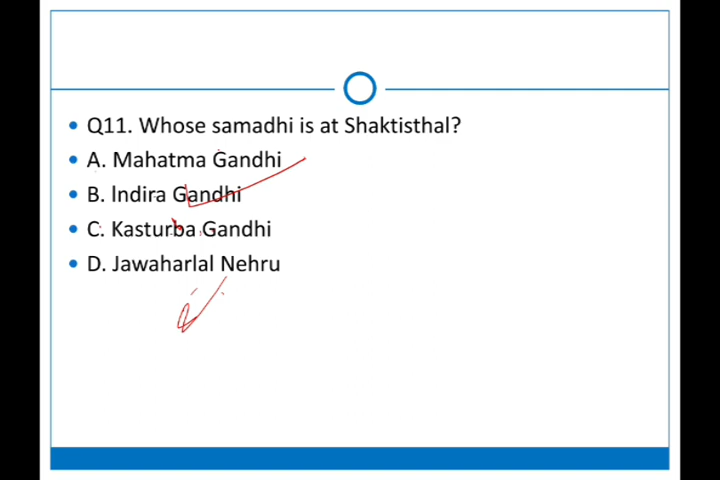 Q11. Whose samadhi is at Shaktisthal?
A. Mahatma Gandhi
B. Indira Gandhi
C. Kasturba Gandhi
D. Jawaharlal Nehru